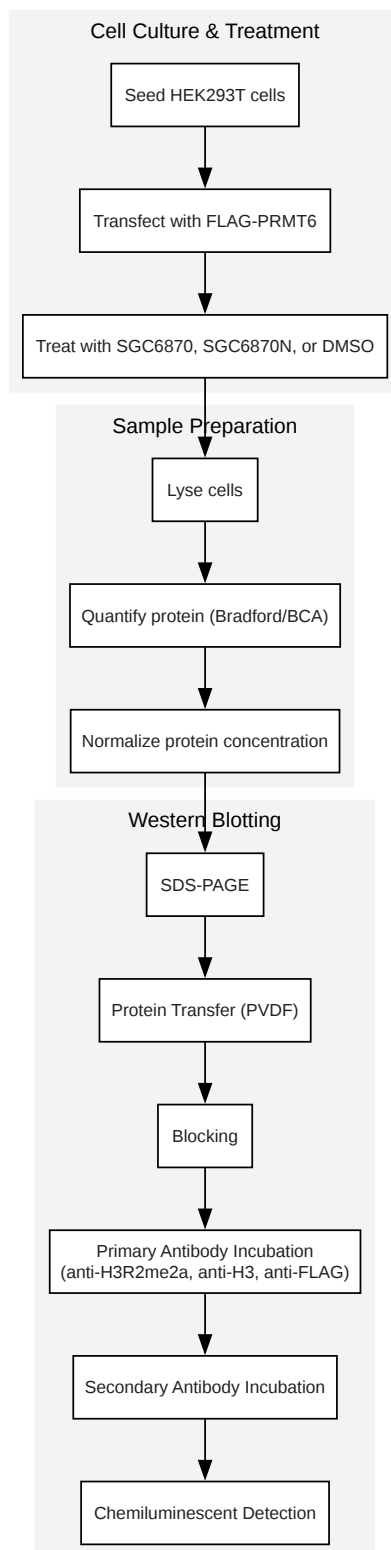 Cell Culture & Treatment
Seed HEK293T cells
Transfect with FLAG-PRMT6
Treat with SGC6870, SGC6870N, or DMSO
Sample Preparation
Lyse cells
Quantify protein (Bradford/BCA)
Normalize protein concentration
Western Blotting
SDS-PAGE
Protein Transfer (PVDF)
Blocking
Primary Antibody Incubation
(anti-H3R2me2a, anti-H3, anti-FLAG)
Secondary Antibody Incubation
Chemiluminescent Detection